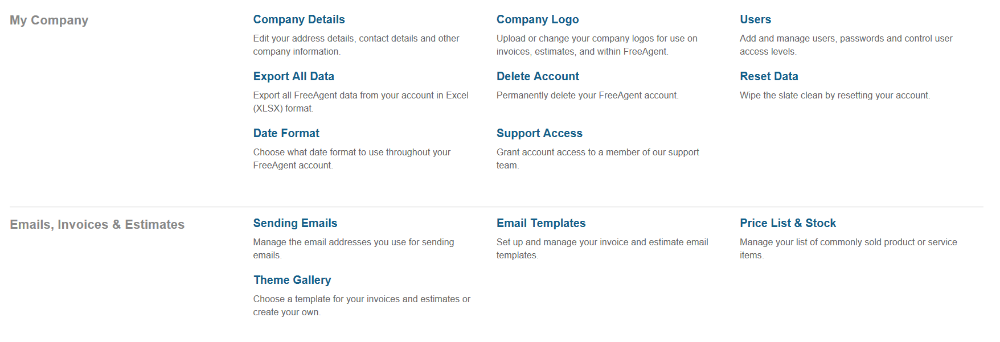 My Company
Company Details
Edit your address details, contact details and other
company information.
Company Logo
Upload or change your company logos for use on
invoices, estimates, and within FreeAgent.
Users
Add and manage users, passwords and control user
access levels.
Export All Data
Export all FreeAgent data from your account in Excel
(XLSX) format.
Delete Account
Permanently delete your FreeAgent account.
Reset Data
Wipe the slate clean by resetting your account.
Date Format
Choose what date format to use throughout your
FreeAgent account.
Support Access
Grant account access to a member of our support
team.
Emails, Invoices & Estimates
Sending Emails
Manage the email addresses you use for sending
emails.
Email Templates
Set up and manage your invoice and estimate email
templates.
Price List & Stock
Manage your list of commonly sold product or service
items.
Theme Gallery
Choose a template for your invoices and estimates or
create your own.